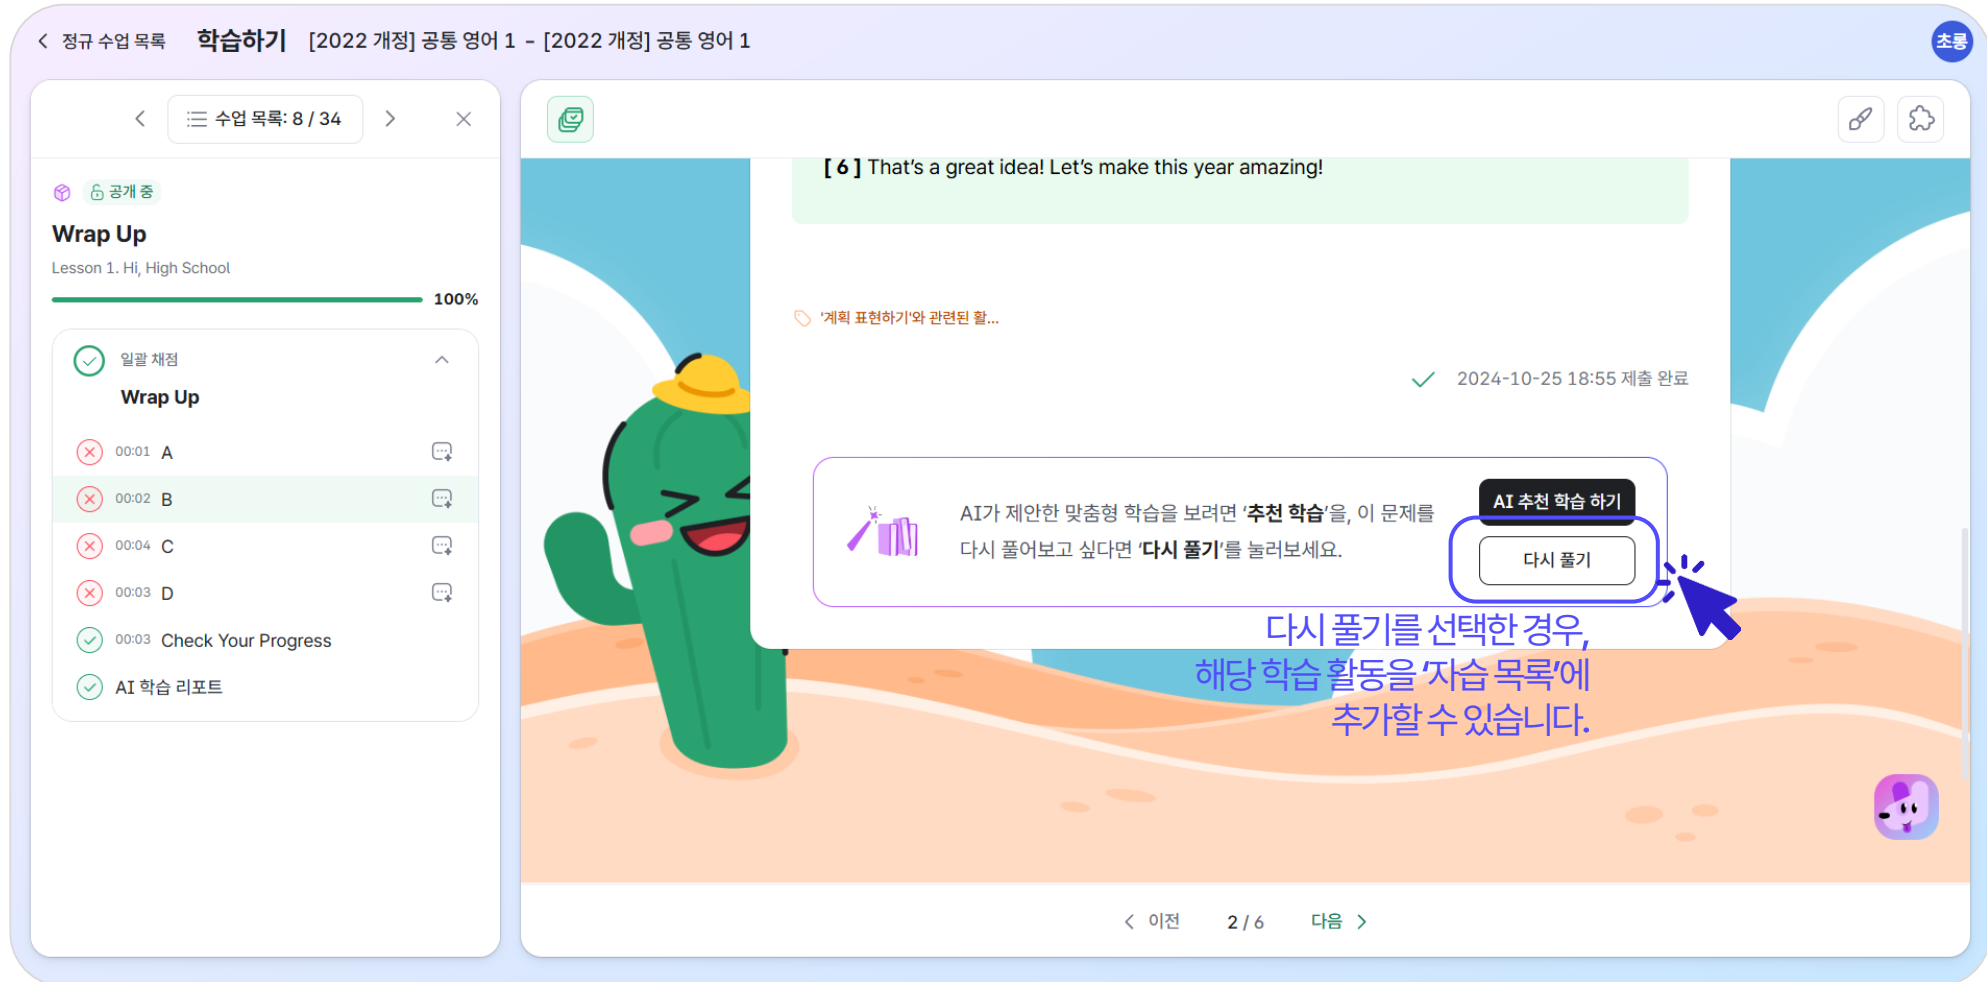 정규 수업 목록 학습하기 [2022 개정] 공통 영어 1 - [2022 개정] 공통 영어 1
초롱
수업 목록: 8 / 34
공개 중
Wrap Up
Lesson 1. Hi, High School
100%
일괄 채점
Wrap Up
00:01 A
00:02 B
00:04 C
00:03 D
00:03 Check Your Progress
AI 학습 리포트
[ 6 ] That's a great idea! Let's make this year amazing!
'계획 표현하기'와 관련된 활...
2024-10-25 18:55 제출 완료
AI가 제안한 맞춤형 학습을 보려면 '추천 학습'을, 이 문제를
다시 풀어보고 싶다면 '다시 풀기'를 눌러보세요.
AI 추천 학습 하기
다시 풀기
다시 풀기를 선택한 경우,
해당 학습 활동을 '자습 목록'에
추가할 수 있습니다.
이전 2 / 6 다음